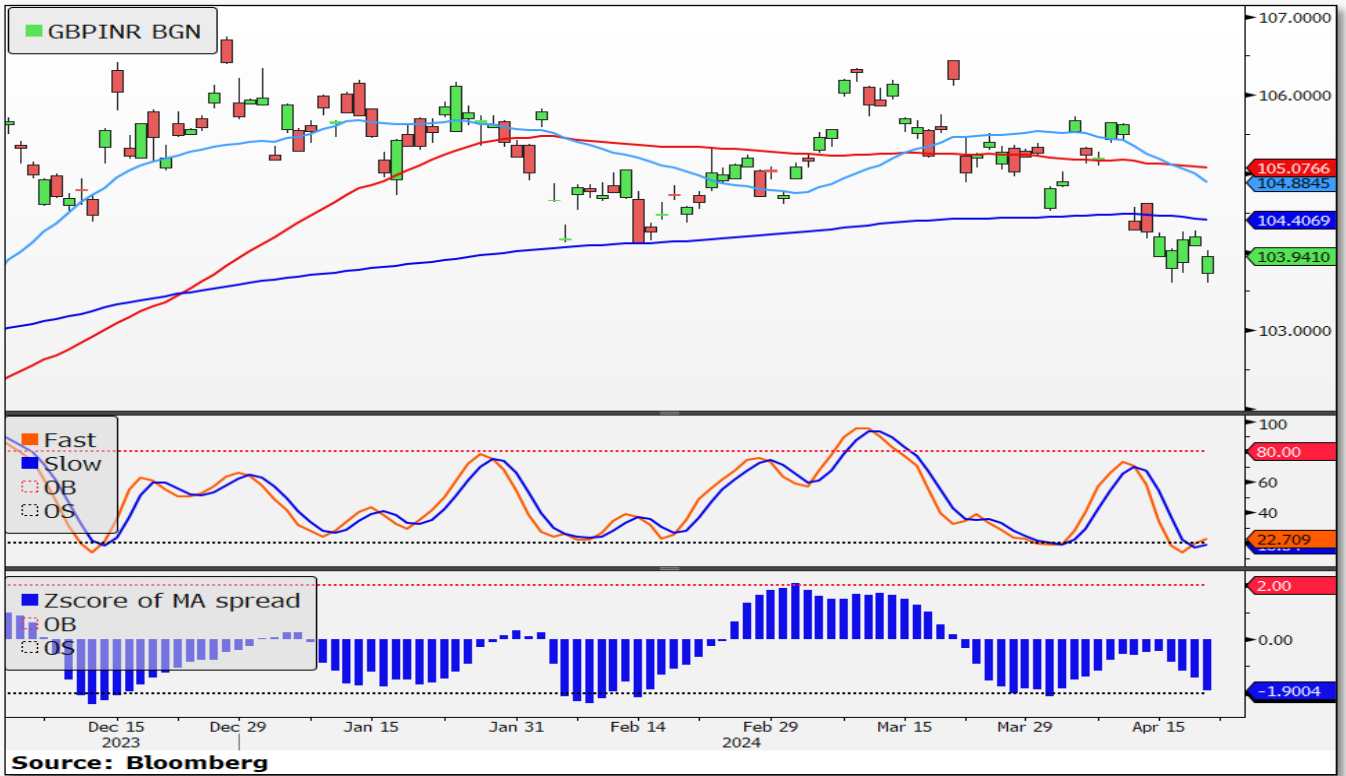 GBPINR BGN
107.0000
106.0000
105.0766
104.8845
104.4069
103.9410
103.0000
Fast
Slow
OB
OS
100
80.00
60
40
22.709
Zscore of MA spread
OB
OS
2.00
0.00
-1.9004
Dec 15
Dec 29
Jan 15
Jan 31
Feb 14
Feb 29
Mar 15
Mar 29
Apr 15
2023
2024
Source: Bloomberg